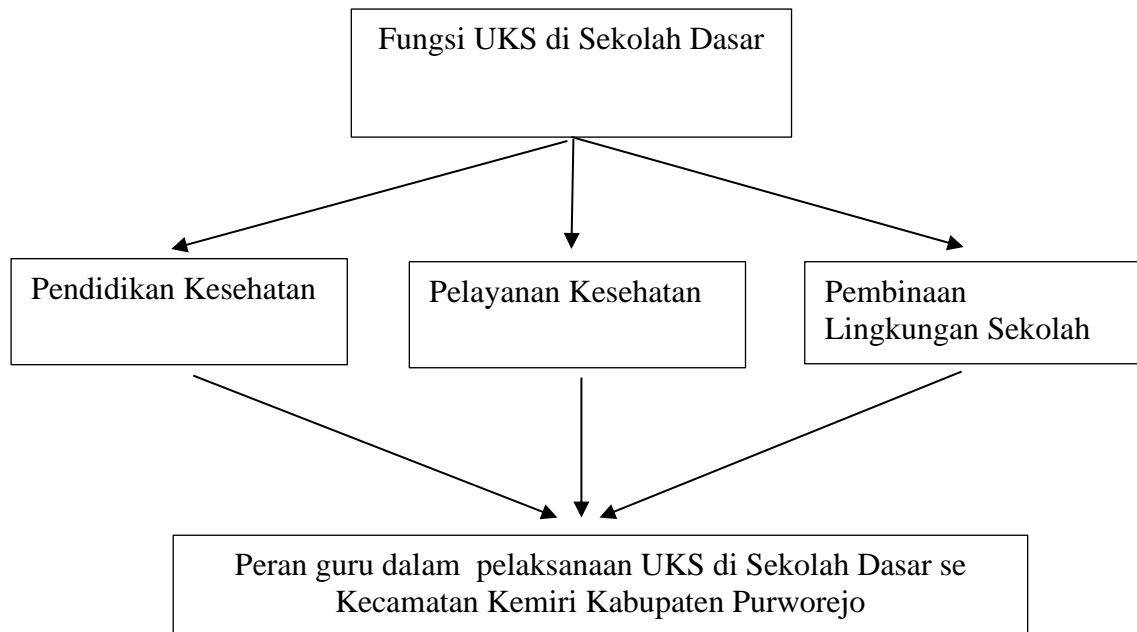 Fungsi UKS di Sekolah Dasar
Pendidikan Kesehatan
Pelayanan Kesehatan
Pembinaan
Lingkungan Sekolah
Peran guru dalam  pelaksanaan UKS di Sekolah Dasar se
Kecamatan Kemiri Kabupaten Purworejo